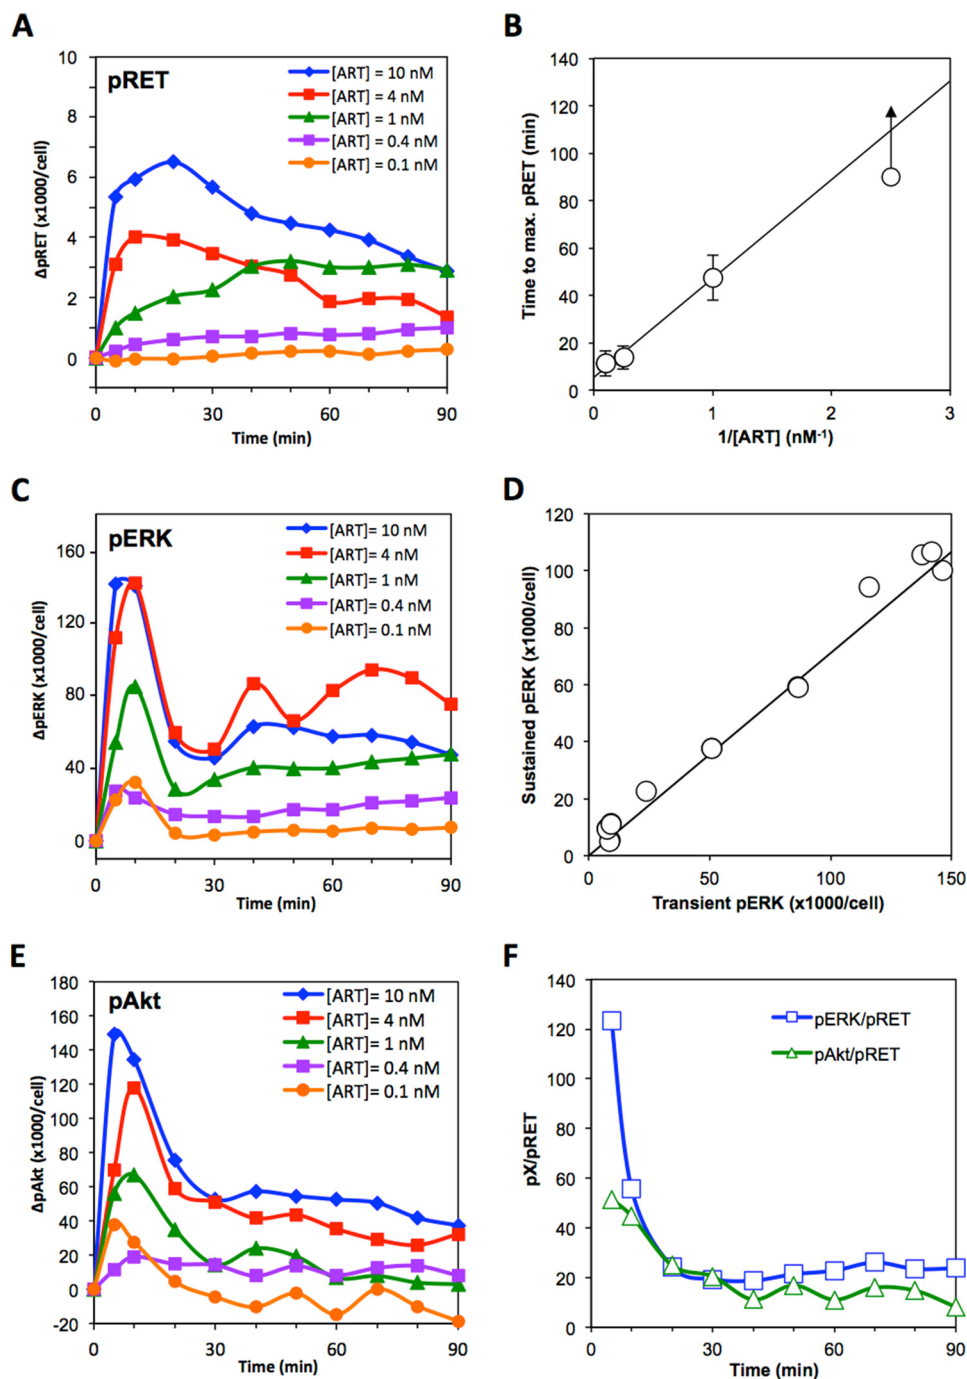 A
pRET
[ART] = 10 nM
[ART] = 4 nM
[ART] = 1 nM
[ART] = 0.4 nM
[ART] = 0.1 nM
10
8
6
4
2
0
ΔpRET (x1000/cell)
0 30 60 90
Time (min)
B
140
120
100
80
60
40
20
0
Time to max. pRET (min)
0 1 2 3
1/[ART] (nM⁻¹)
C
pERK
[ART]= 10 nM
[ART]= 4 nM
[ART]= 1 nM
[ART]= 0.4 nM
[ART]= 0.1 nM
160
120
80
40
0
ΔpERK (x1000/cell)
0 30 60 90
Time (min)
D
120
100
80
60
40
20
0
Sustained pERK (x1000/cell)
0 50 100 150
Transient pERK (x1000/cell)
E
pAkt
[ART]= 10 nM
[ART]= 4 nM
[ART]= 1 nM
[ART]= 0.4 nM
[ART]= 0.1 nM
180
160
140
120
100
80
60
40
20
0
-20
ΔpAkt (x1000/cell)
0 30 60 90
Time (min)
F
pERK/pRET
pAkt/pRET
140
120
100
80
60
40
20
0
pX/pRET
0 30 60 90
Time (min)